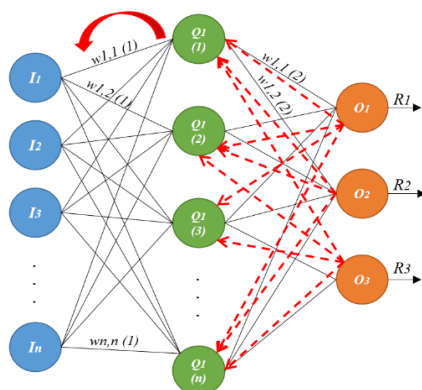 w1,1 (1)
w1,2 (1)
wn,n (1)
I1
I2
I3
.
.
.
In
Q1
(1)
Q1
(2)
Q1
(3)
.
.
.
Q1
(n)
w1,1 (2)
w1,2 (2)
O1
O2
O3
R1
R2
R3